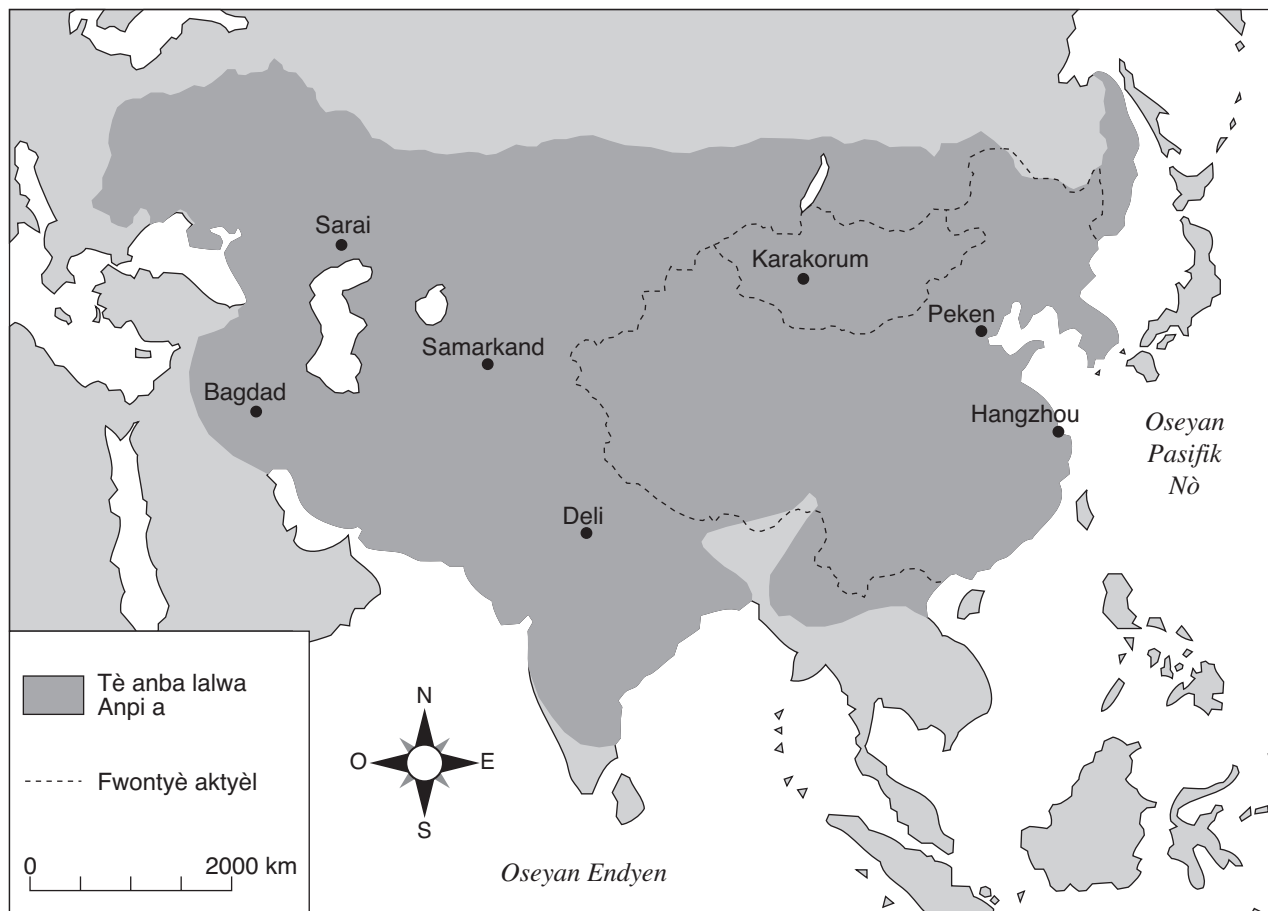 Sarai
Karakorum
Peken
Samarkand
Bagdad
Hangzhou
Oseyan
Pasifik
Nò
Deli
Tè anba lalwa
Anpi a
Fwontyè aktyèl
0 2000 km
N
O E
S
Oseyan Endyen